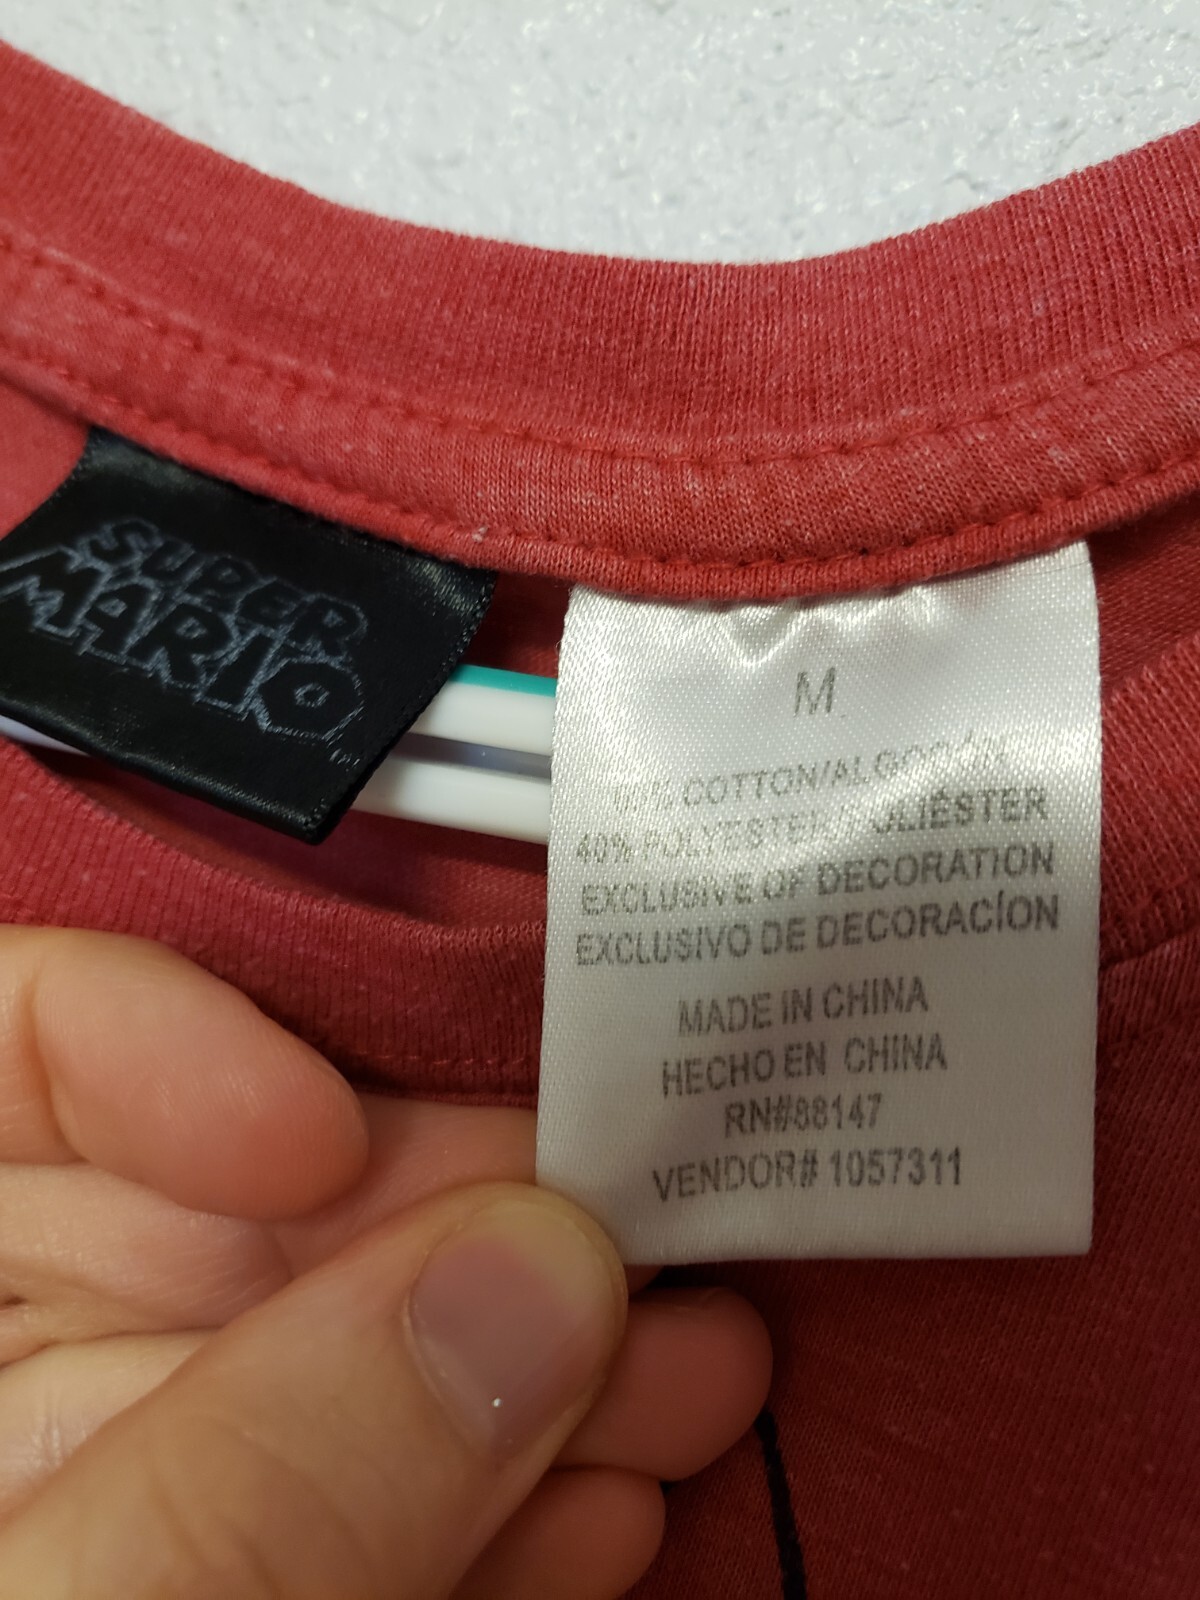 SUPER
MARIO
M
60% COTTON/ALGODÓN
40% POLYESTER/POLIÉSTER
EXCLUSIVE OF DECORATION
EXCLUSIVO DE DECORACÍON
MADE IN CHINA
HECHO EN CHINA
RN#88147
VENDOR# 1057311